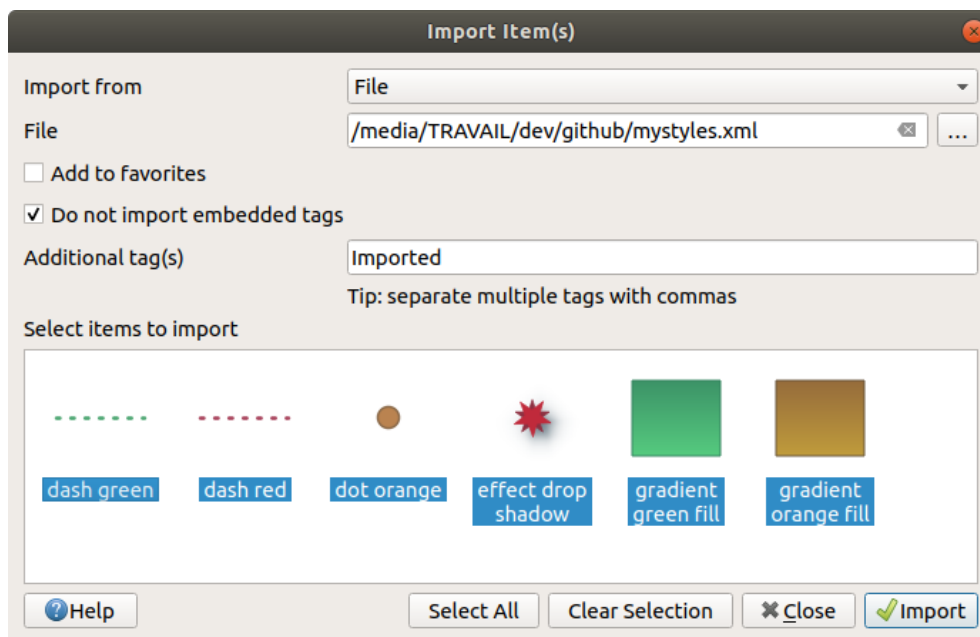 Import Item(s)
Import from File
File /media/TRAVAIL/dev/github/mystyles.xml ...
Add to favorites
Do not import embedded tags
Additional tag(s) Imported
Tip: separate multiple tags with commas
Select items to import
dash green dash red dot orange effect drop shadow gradient green fill gradient orange fill
Help Select All Clear Selection Close Import